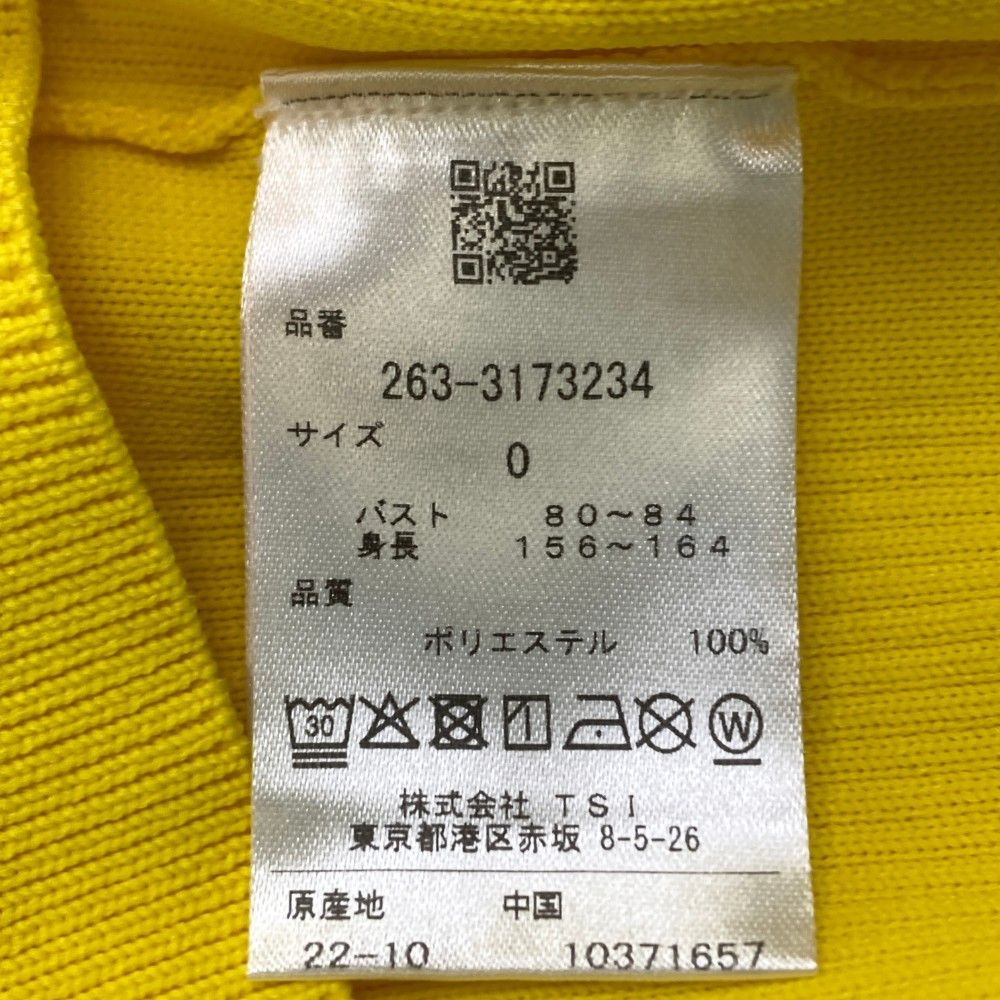 品番
263-3173234
サイズ
0
バスト 80～84
身長 156～164
品質
ポリエステル 100%
30
W
株式会社 TSI
東京都港区赤坂 8-5-26
原産地 中国
22-10 10371657